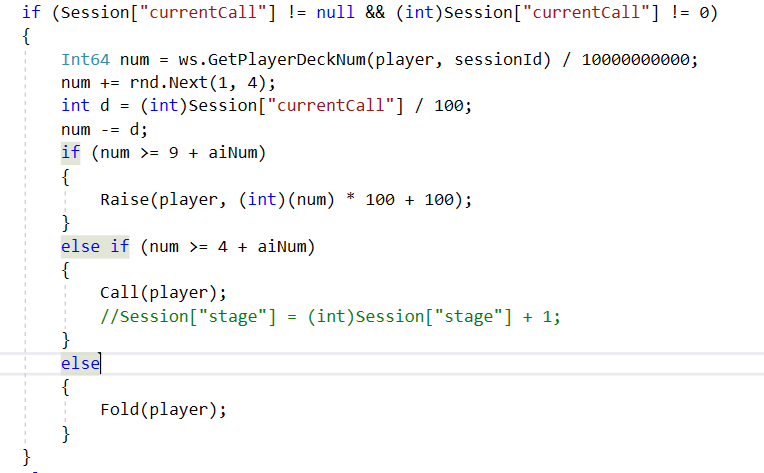 if (Session["currentCall"] != null && (int)Session["currentCall"] != 0)
{
Int64 num = ws.GetPlayerDeckNum(player, sessionId) / 10000000000;
num += rnd.Next(1, 4);
int d = (int)Session["currentCall"] / 100;
num -= d;
if (num >= 9 + aiNum)
{
Raise(player, (int)(num) * 100 + 100);
}
else if (num >= 4 + aiNum)
{
Call(player);
//Session["stage"] = (int)Session["stage"] + 1;
}
else
{
Fold(player);
}
}